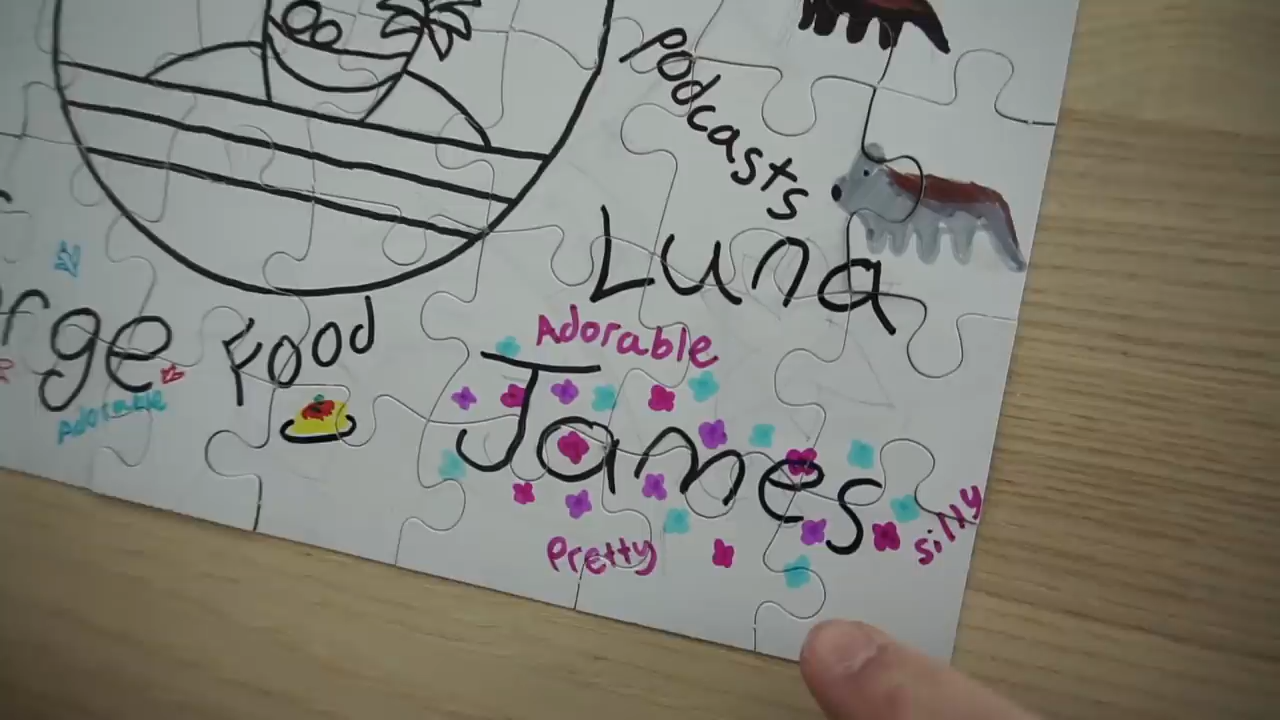 Podcasts
Luna
rge
Adorable
Food
Adorable
James
Pretty
silly